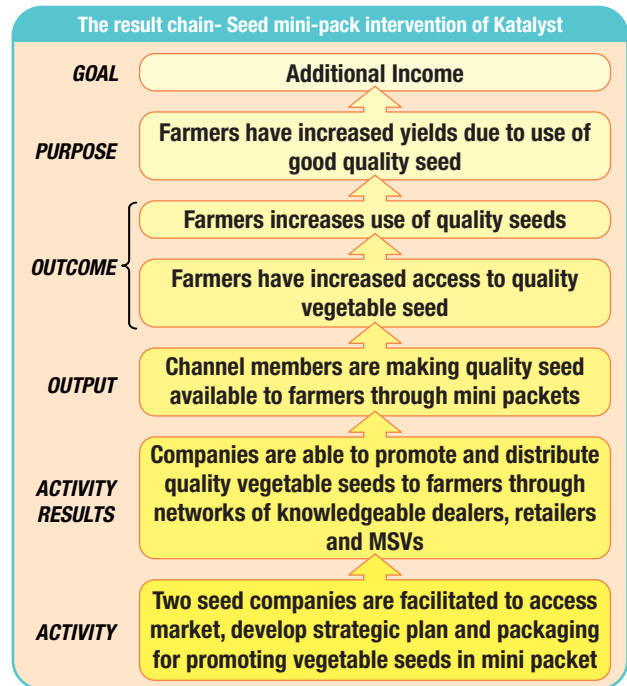 The result chain- Seed mini-pack intervention of Katalyst
GOAL
Additional Income
PURPOSE
Farmers have increased yields due to use of
good quality seed
OUTCOME
Farmers increases use of quality seeds
Farmers have increased access to quality
vegetable seed
OUTPUT
Channel members are making quality seed
available to farmers through mini packets
ACTIVITY
RESULTS
Companies are able to promote and distribute
quality vegetable seeds to farmers through
networks of knowledgeable dealers, retailers
and MSVs
ACTIVITY
Two seed companies are facilitated to access
market, develop strategic plan and packaging
for promoting vegetable seeds in mini packet